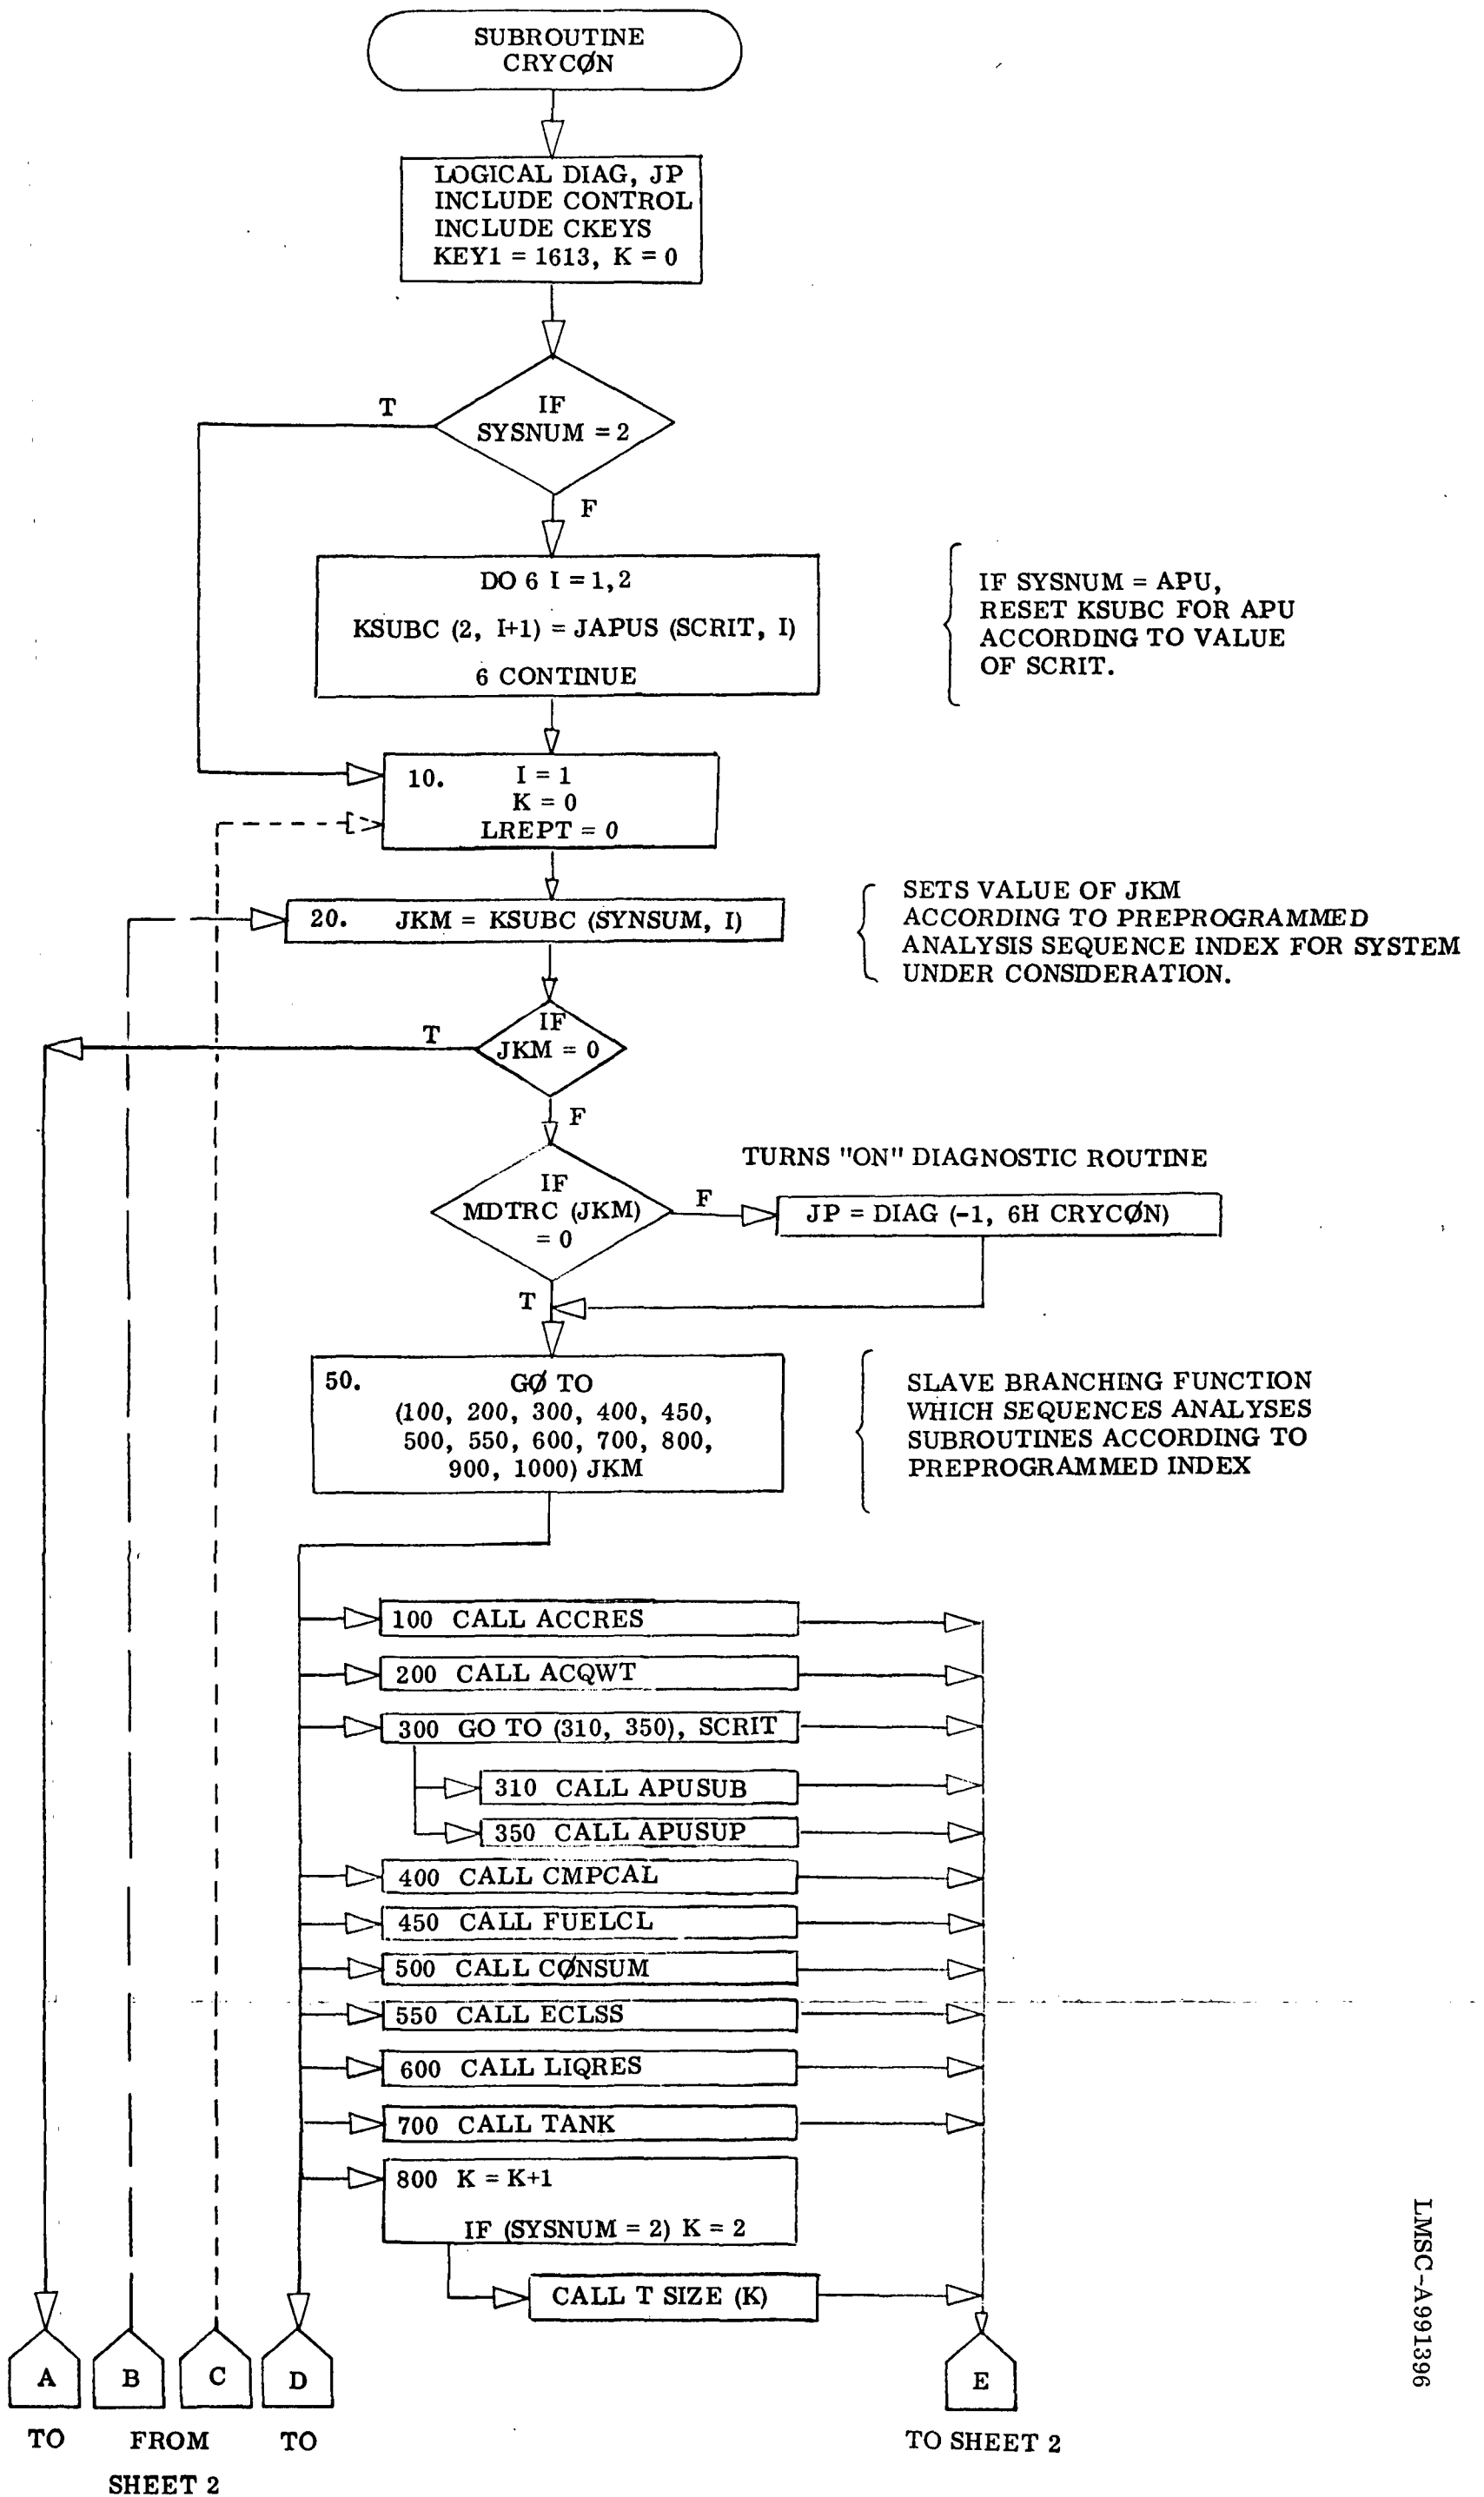 SUBROUTINE
CRYCØN
LOGICAL DIAG, JP
INCLUDE CONTROL
INCLUDE CKEYS
KEY1 = 1613, K = 0
IF
SYSNUM = 2
T
F
DO 6 I = 1,2
KSUBC (2, I+1) = JAPUS (SCRIT, I)
6 CONTINUE
IF SYSNUM = APU,
RESET KSUBC FOR APU
ACCORDING TO VALUE
OF SCRIT.
10. I = 1
K = 0
LREPT = 0
20. JKM = KSUBC (SYNSUM, I)
SETS VALUE OF JKM
ACCORDING TO PREPROGRAMMED
ANALYSIS SEQUENCE INDEX FOR SYSTEM
UNDER CONSIDERATION.
IF
JKM = 0
T
F
IF
MDTRC (JKM)
= 0
F
T
TURNS "ON" DIAGNOSTIC ROUTINE
JP = DIAG (-1, 6H CRYCØN)
50. GØ TO
(100, 200, 300, 400, 450,
500, 550, 600, 700, 800,
900, 1000) JKM
SLAVE BRANCHING FUNCTION
WHICH SEQUENCES ANALYSES
SUBROUTINES ACCORDING TO
PREPROGRAMMED INDEX
100 CALL ACCRES
200 CALL ACQWT
300 GO TO (310, 350), SCRIT
310 CALL APUSUB
350 CALL APUSUP
400 CALL CMPCAL
450 CALL FUELCL
500 CALL CØNSUM
550 CALL ECLSS
600 CALL LIQRES
700 CALL TANK
800 K = K+1
IF (SYSNUM = 2) K = 2
CALL T SIZE (K)
A
B
C
D
E
TO
FROM
TO
SHEET 2
TO SHEET 2
LMSC-A991396